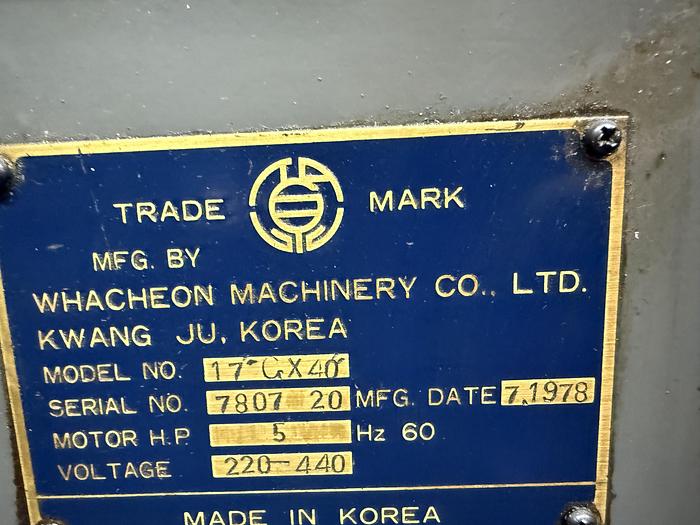 TRADE MARK
MFG. BY
WHACHEON MACHINERY CO., LTD.
KWANG JU, KOREA
MODEL NO. 17"GX40"
SERIAL NO. 7807 20 MFG. DATE 7,1978
MOTOR H.P 5 Hz 60
VOLTAGE 220-440
MADE IN KOREA